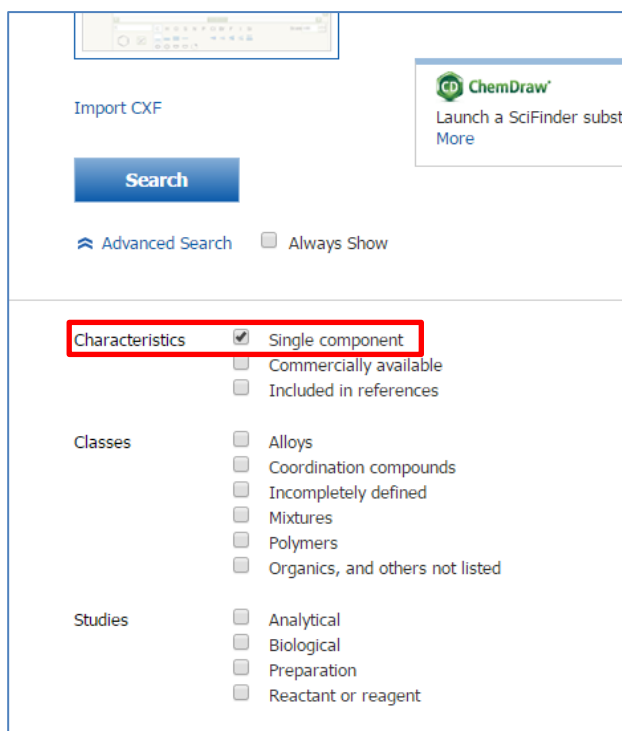 ChemDraw
Import CXF
Launch a SciFinder subst
More
Search
Advanced Search Always Show
Characteristics Single component
Commercially available
Included in references
Classes Alloys
Coordination compounds
Incompletely defined
Mixtures
Polymers
Organics, and others not listed
Studies Analytical
Biological
Preparation
Reactant or reagent